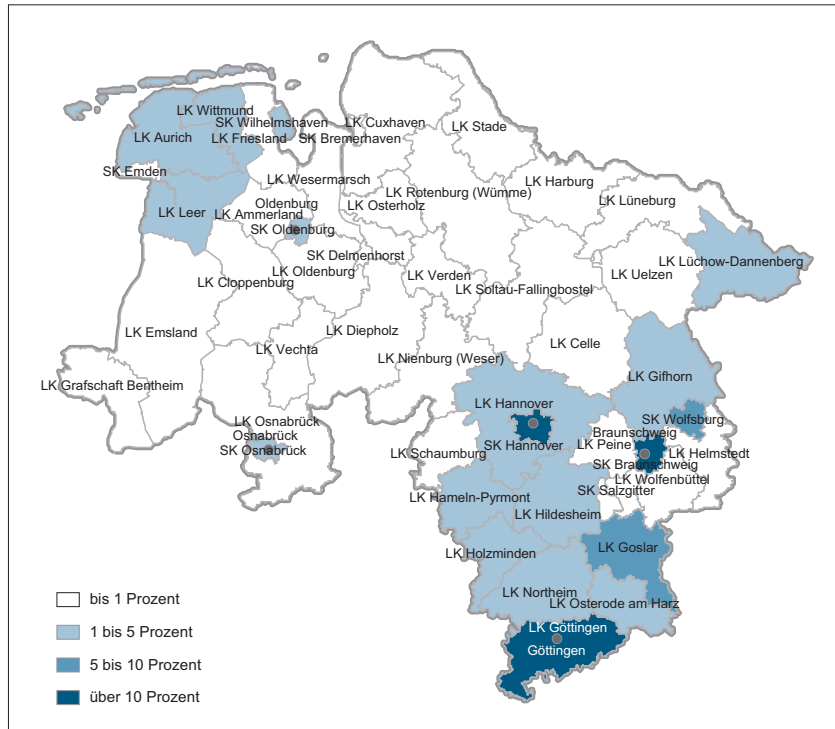 LK Wittmund
SK Wilhelmshaven
LK Cuxhaven
LK Stade
LK Aurich
LK Friesland
SK Bremerhaven
SK Emden
LK Wesermarsch
LK Harburg
LK Rotenburg (Wümme)
LK Lüneburg
Oldenburg
LK Osterholz
LK Leer
LK Ammerland
SK Oldenburg
SK Delmenhorst
LK Lüchow-Dannenberg
LK Oldenburg
LK Verden
LK Uelzen
LK Cloppenburg
LK Soltau-Fallingbostel
LK Emsland
LK Diepholz
LK Celle
LK Vechta
LK Nienburg (Weser)
LK Gifhorn
LK Grafschaft Bentheim
LK Hannover
LK Osnabrück
SK Wolfsburg
Osnabrück
Braunschweig
SK Osnabrück
SK Hannover
LK Peine
LK Schaumburg
LK Helmstedt
SK Braunschweig
LK Wolfenbüttel
SK Salzgitter
LK Hameln-Pyrmont
LK Hildesheim
LK Goslar
LK Holzminden
LK Northeim
LK Osterode am Harz
LK Göttingen
Göttingen
bis 1 Prozent
1 bis 5 Prozent
5 bis 10 Prozent
über 10 Prozent